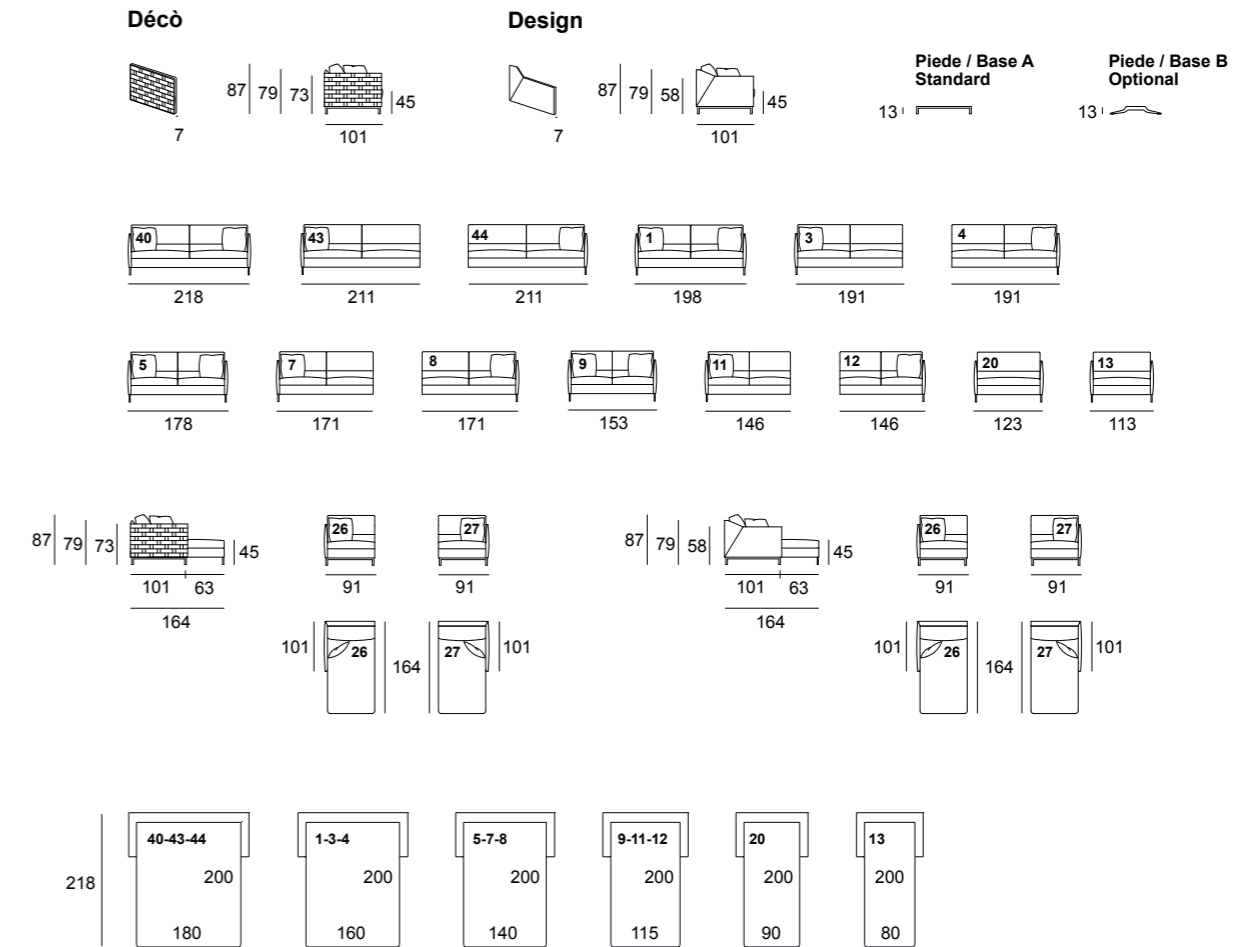 Décò
Design
Piede / Base A
Standard
Piede / Base B
Optional
87 79 73 45
7
101
87 79 58 45
7
101
13
13
40 43 44 1 3 4
218 211 211 198 191 191
5 7 8 9 11 12 20 13
178 171 171 153 146 146 123 113
87 79 73 45
101 63
164
26 27
91 91
101 26 164 27 101
87 79 58 45
101 63
164
26 27
91 91
101 26 164 27 101
40-43-44 1-3-4 5-7-8 9-11-12 20 13
218 200 200 200 200 200 200
180 160 140 115 90 80